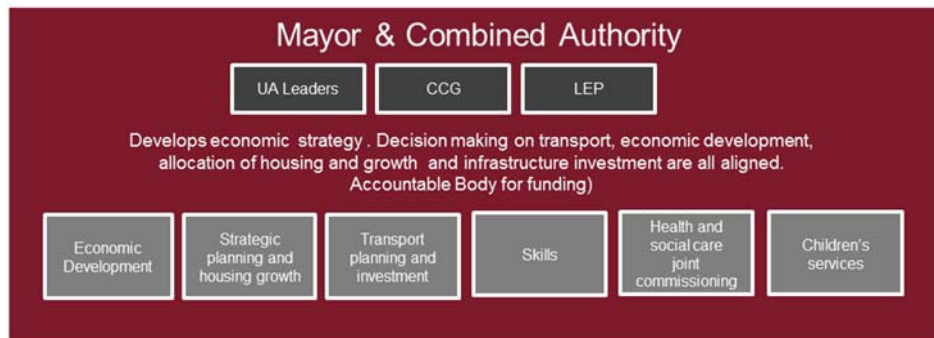 Mayor & Combined Authority
UA Leaders
CCG
LEP
Develops economic strategy . Decision making on transport, economic development,
allocation of housing and growth and infrastructure investment are all aligned.
Accountable Body for funding)
Economic
Development
Strategic
planning and
housing growth
Transport
planning and
investment
Skills
Health and
social care
joint
commissioning
Children's
services